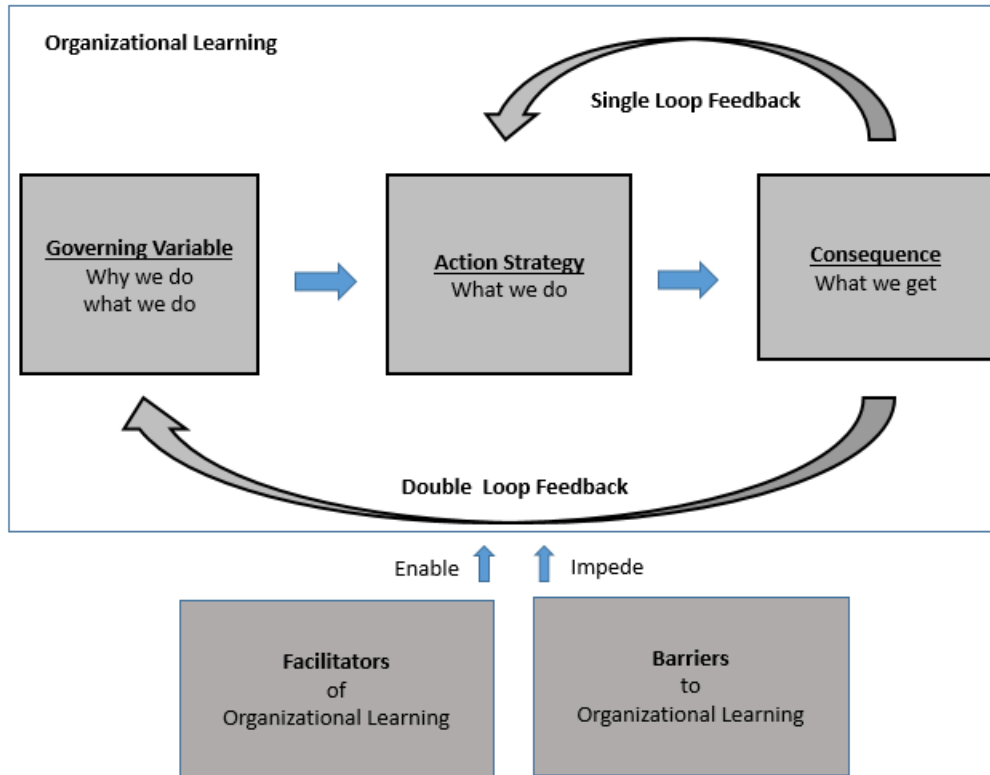 Organizational Learning
Single Loop Feedback
Governing Variable
Why we do
what we do
Action Strategy
What we do
Consequence
What we get
Double Loop Feedback
Enable
Impede
Facilitators
of
Organizational Learning
Barriers
to
Organizational Learning